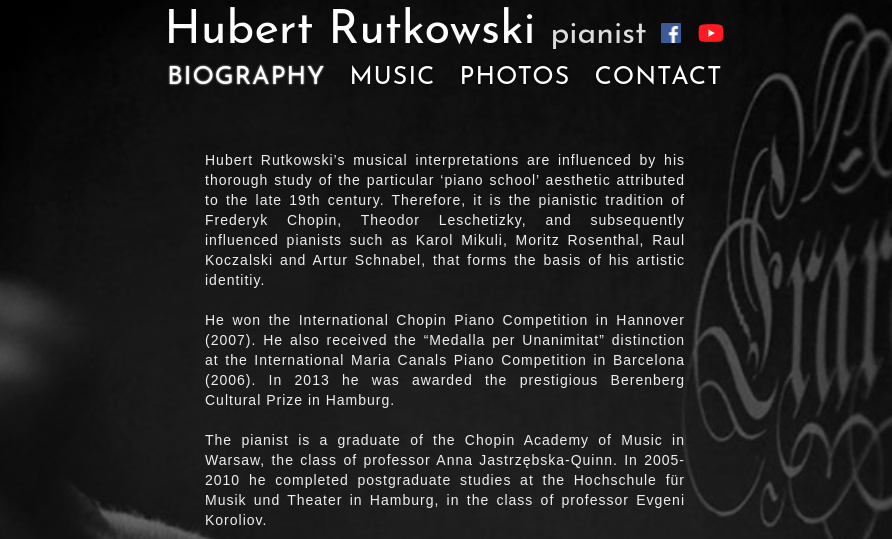 Hubert Rutkowski pianist
BIOGRAPHY MUSIC PHOTOS CONTACT
Hubert Rutkowski's musical interpretations are influenced by his
thorough study of the particular ‘piano school’ aesthetic attributed
to the late 19th century. Therefore, it is the pianistic tradition of
Frederyk Chopin, Theodor Leschetizky, and subsequently
influenced pianists such as Karol Mikuli, Moritz Rosenthal, Raul
Koczalski and Artur Schnabel, that forms the basis of his artistic
identitiy.
He won the International Chopin Piano Competition in Hannover
(2007). He also received the “Medalla per Unanimitat” distinction
at the International Maria Canals Piano Competition in Barcelona
(2006). In 2013 he was awarded the prestigious Berenberg
Cultural Prize in Hamburg.
The pianist is a graduate of the Chopin Academy of Music in
Warsaw, the class of professor Anna Jastrzębska-Quinn. In 2005-
2010 he completed postgraduate studies at the Hochschule für
Musik und Theater in Hamburg, in the class of professor Evgeni
Koroliov.